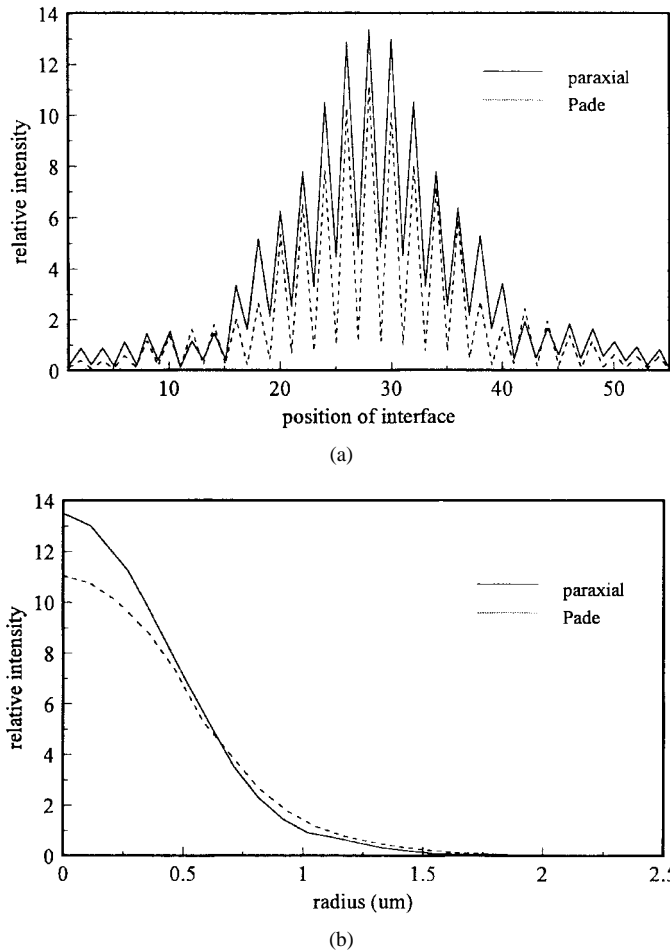 14
12
10
8
6
4
2
0
relative intensity
paraxial
Pade
10 20 30 40 50
position of interface
(a)
14
12
10
8
6
4
2
0
relative intensity
paraxial
Pade
0 0.5 1 1.5 2 2.5
radius (um)
(b)